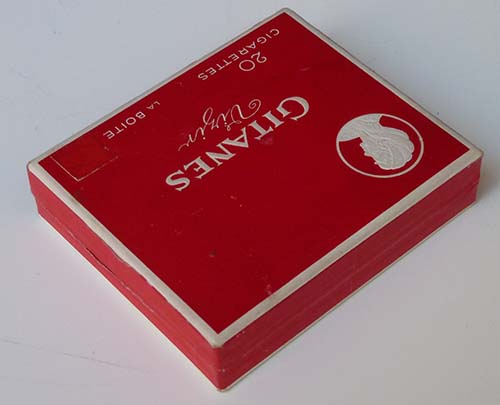 GITANES
Vizir
20
CIGARETTES
LA BOITE